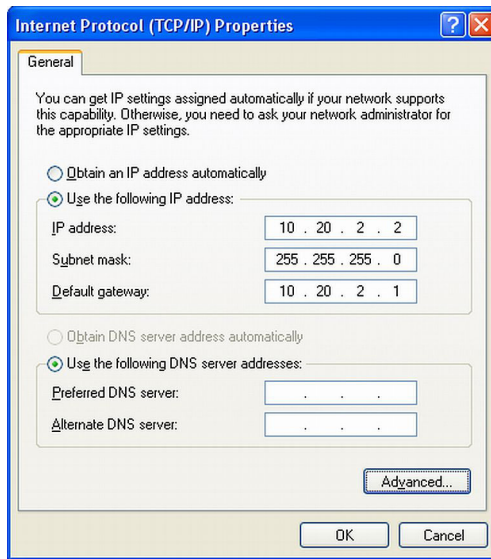 Internet Protocol (TCP/IP) Properties
General
You can get IP settings assigned automatically if your network supports
this capability. Otherwise, you need to ask your network administrator for
the appropriate IP settings.
Obtain an IP address automatically
Use the following IP address:
IP address: 10 . 20 . 2 . 2
Subnet mask: 255 . 255 . 255 . 0
Default gateway: 10 . 20 . 2 . 1
Obtain DNS server address automatically
Use the following DNS server addresses:
Preferred DNS server: . . .
Alternate DNS server: . . .
Advanced...
OK Cancel